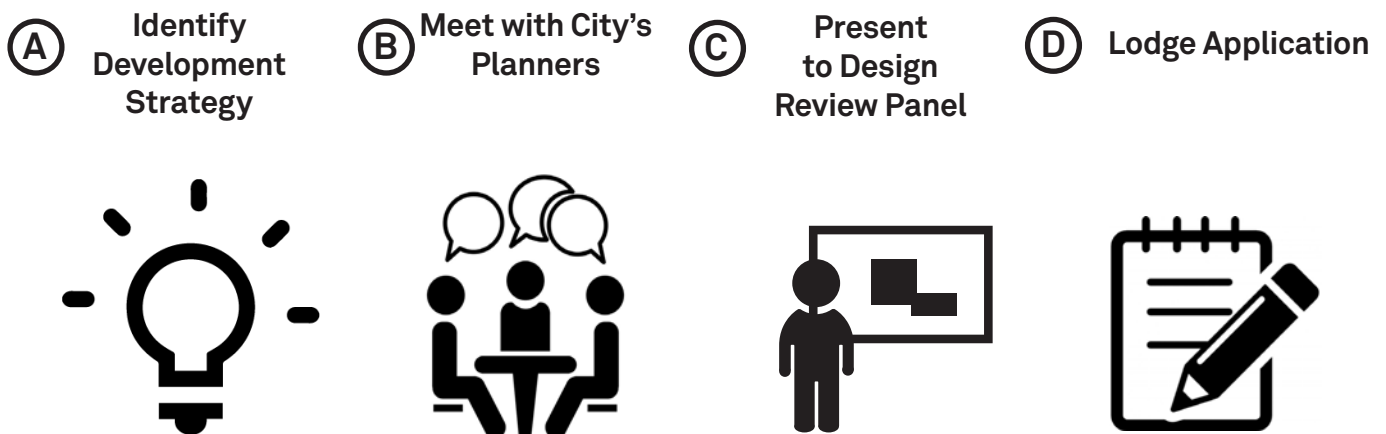 A
Identify
Development
Strategy
B
Meet with City's
Planners
C
Present
to Design
Review Panel
D
Lodge Application